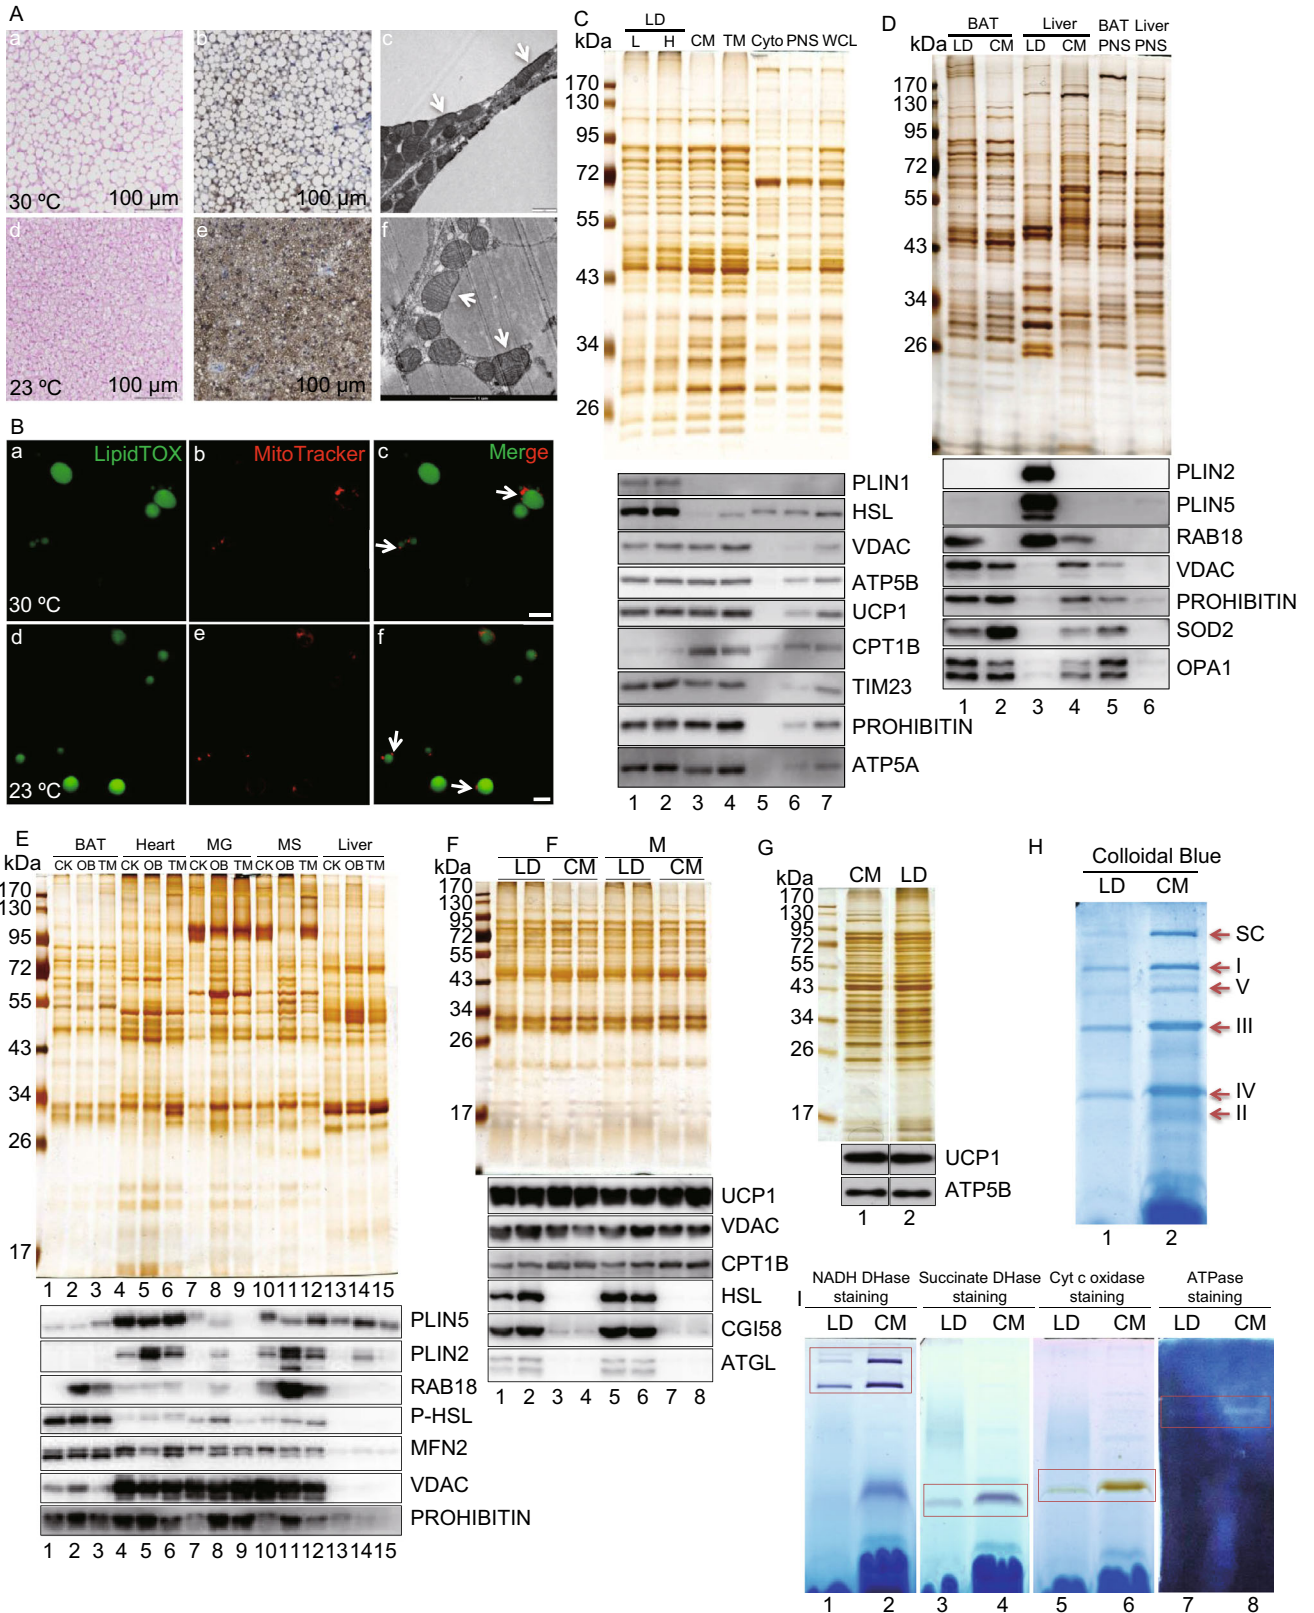 A
a
b
c
30 ºC
100 µm
100 µm
d
e
f
23 ºC
100 µm
100 µm
B
a
LipidTOX
b
MitoTracker
c
Merge
30 ºC
d
e
f
23 ºC
C
LD
kDa
L
H
CM
TM
Cyto
PNS
WCL
170
130
95
72
55
43
34
26
PLIN1
HSL
VDAC
ATP5B
UCP1
CPT1B
TIM23
PROHIBITIN
ATP5A
1 2 3 4 5 6 7
D
BAT
Liver
BAT
Liver
kDa
LD
CM
LD
CM
PNS
PNS
170
130
95
72
55
43
34
26
PLIN2
PLIN5
RAB18
VDAC
PROHIBITIN
SOD2
OPA1
1 2 3 4 5 6
E
BAT Heart MG MS Liver
kDa
CK OB TM CK OB TM CK OB TM CK OB TM CK OB TM
170
130
95
72
55
43
34
26
17
1 2 3 4 5 6 7 8 9 10 11 12 13 14 15
PLIN5
PLIN2
RAB18
P-HSL
MFN2
VDAC
PROHIBITIN
1 2 3 4 5 6 7 8 9 10 11 12 13 14 15
F
F M
LD CM LD CM
kDa
170
130
95
72
55
43
34
26
17
UCP1
VDAC
CPT1B
HSL
CGI58
ATGL
1 2 3 4 5 6 7 8
G
kDa
CM LD
170
130
95
72
55
43
34
26
17
UCP1
ATP5B
1 2
H
Colloidal Blue
LD CM
SC
I
V
III
IV
II
1 2
I
NADH DHase
staining
Succinate DHase
staining
Cyt c oxidase
staining
ATPase
staining
LD CM LD CM LD CM LD CM
1 2 3 4 5 6 7 8